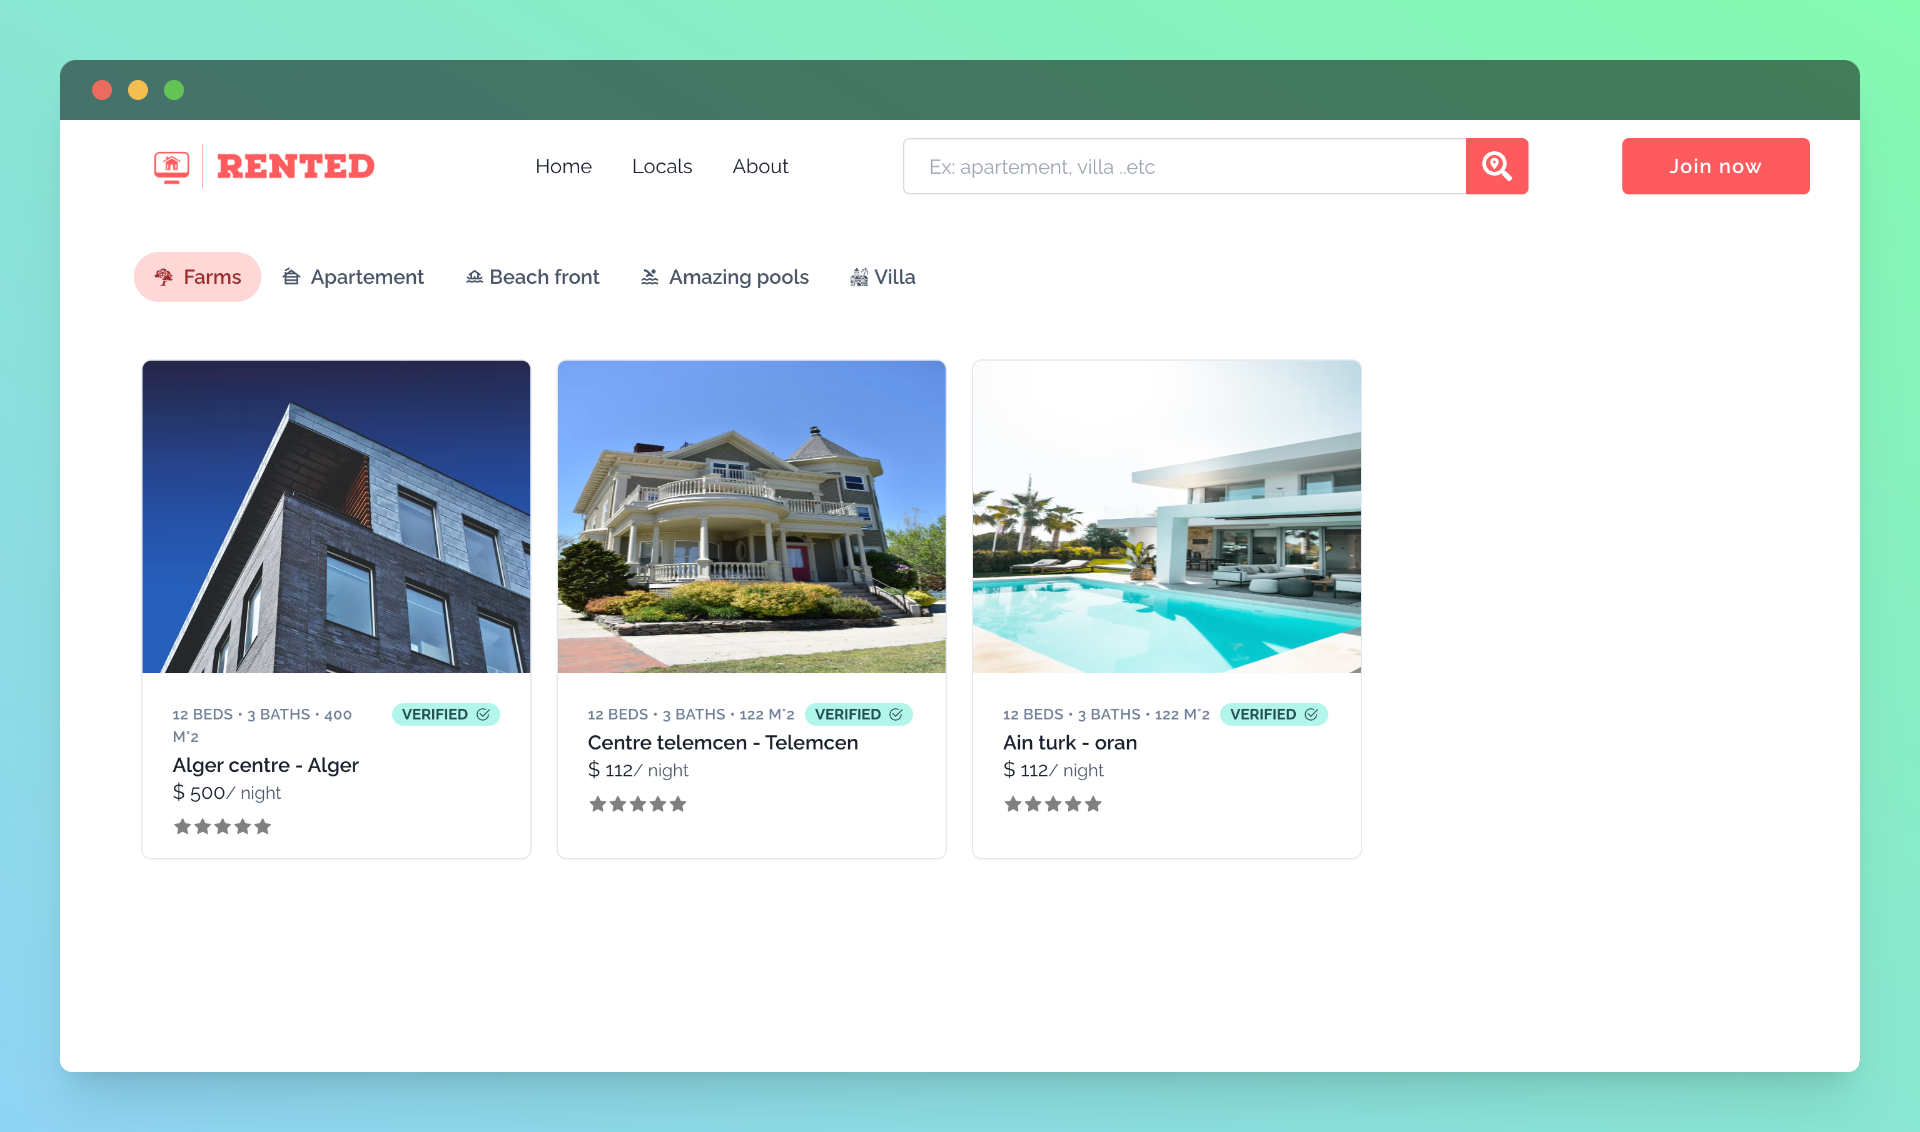 RENTED
Home Locals About
Ex: apartement, villa ..etc
Join now
Farms Apartement Beach front Amazing pools Villa
12 BEDS • 3 BATHS • 400
M°2
VERIFIED
Alger centre - Alger
$ 500/ night
12 BEDS • 3 BATHS • 122 M°2 VERIFIED
Centre telemcen - Telemcen
$ 112/ night
12 BEDS • 3 BATHS • 122 M°2 VERIFIED
Ain turk - oran
$ 112/ night